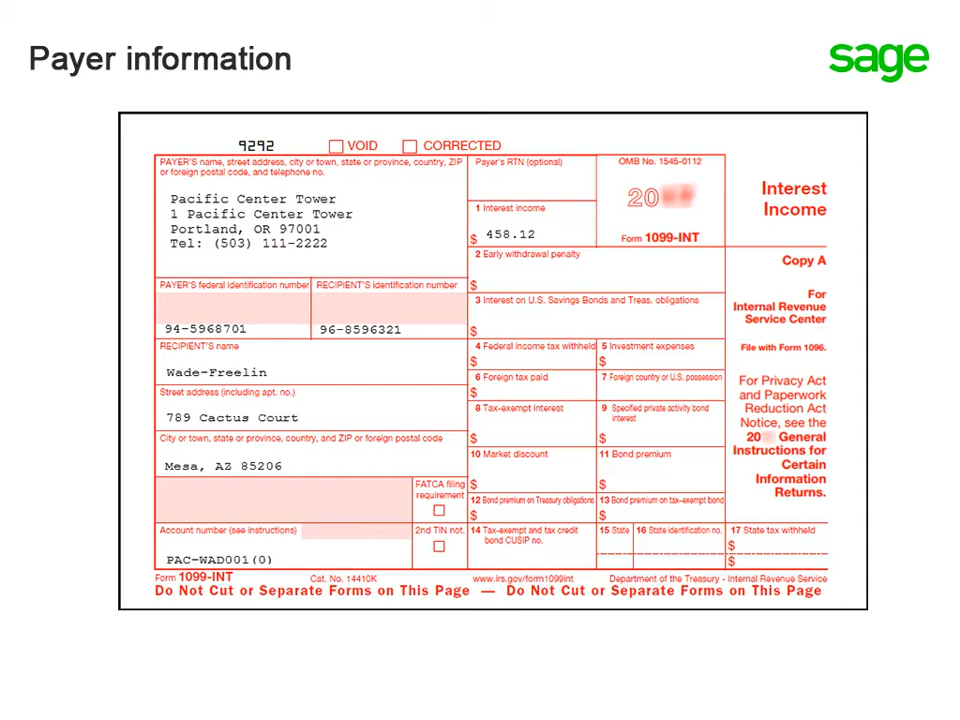 Payer information
sage
9292
VOID
CORRECTED
PAYER'S name, street address, city or town, state or province, country, ZIP
or foreign postal code, and telephone no.
Pacific Center Tower
1 Pacific Center Tower
Portland, OR 97001
Tel: (503) 111-2222
Payer's RTN (optional)
1 Interest income
$ 458.12
OMB No. 1545-0112
20
Form 1099-INT
Interest
Income
2 Early withdrawal penalty
$
Copy A
For
Internal Revenue
Service Center
File with Form 1096.
PAYER'S federal identification number
RECIPIENT'S identification number
94-5968701
96-8596321
3 Interest on U.S. Savings Bonds and Treas. obligations
$
RECIPIENT'S name
Wade-Freelin
4 Federal income tax withheld
$
5 Investment expenses
$
6 Foreign tax paid
$
7 Foreign country or U.S. possession
For Privacy Act
and Paperwork
Reduction Act
Notice, see the
20 General
Instructions for
Certain
Information
Returns.
Street address (including apt. no.)
789 Cactus Court
8 Tax-exempt interest
$
9 Specified private activity bond
interest
$
City or town, state or province, country, and ZIP or foreign postal code
Mesa, AZ 85206
10 Market discount
$
11 Bond premium
$
FATCA filing
requirement
12 Bond premium on Treasury obligations
$
13 Bond premium on tax-exempt bond
$
Account number (see instructions)
PAC-WAD001(0)
2nd TIN not.
14 Tax-exempt and tax credit
bond CUSIP no.
15 State
16 State identification no.
17 State tax withheld
$
$
Form 1099-INT
Cat. No. 14410K
www.irs.gov/form1099int
Department of the Treasury - Internal Revenue Service
Do Not Cut or Separate Forms on This Page — Do Not Cut or Separate Forms on This Page